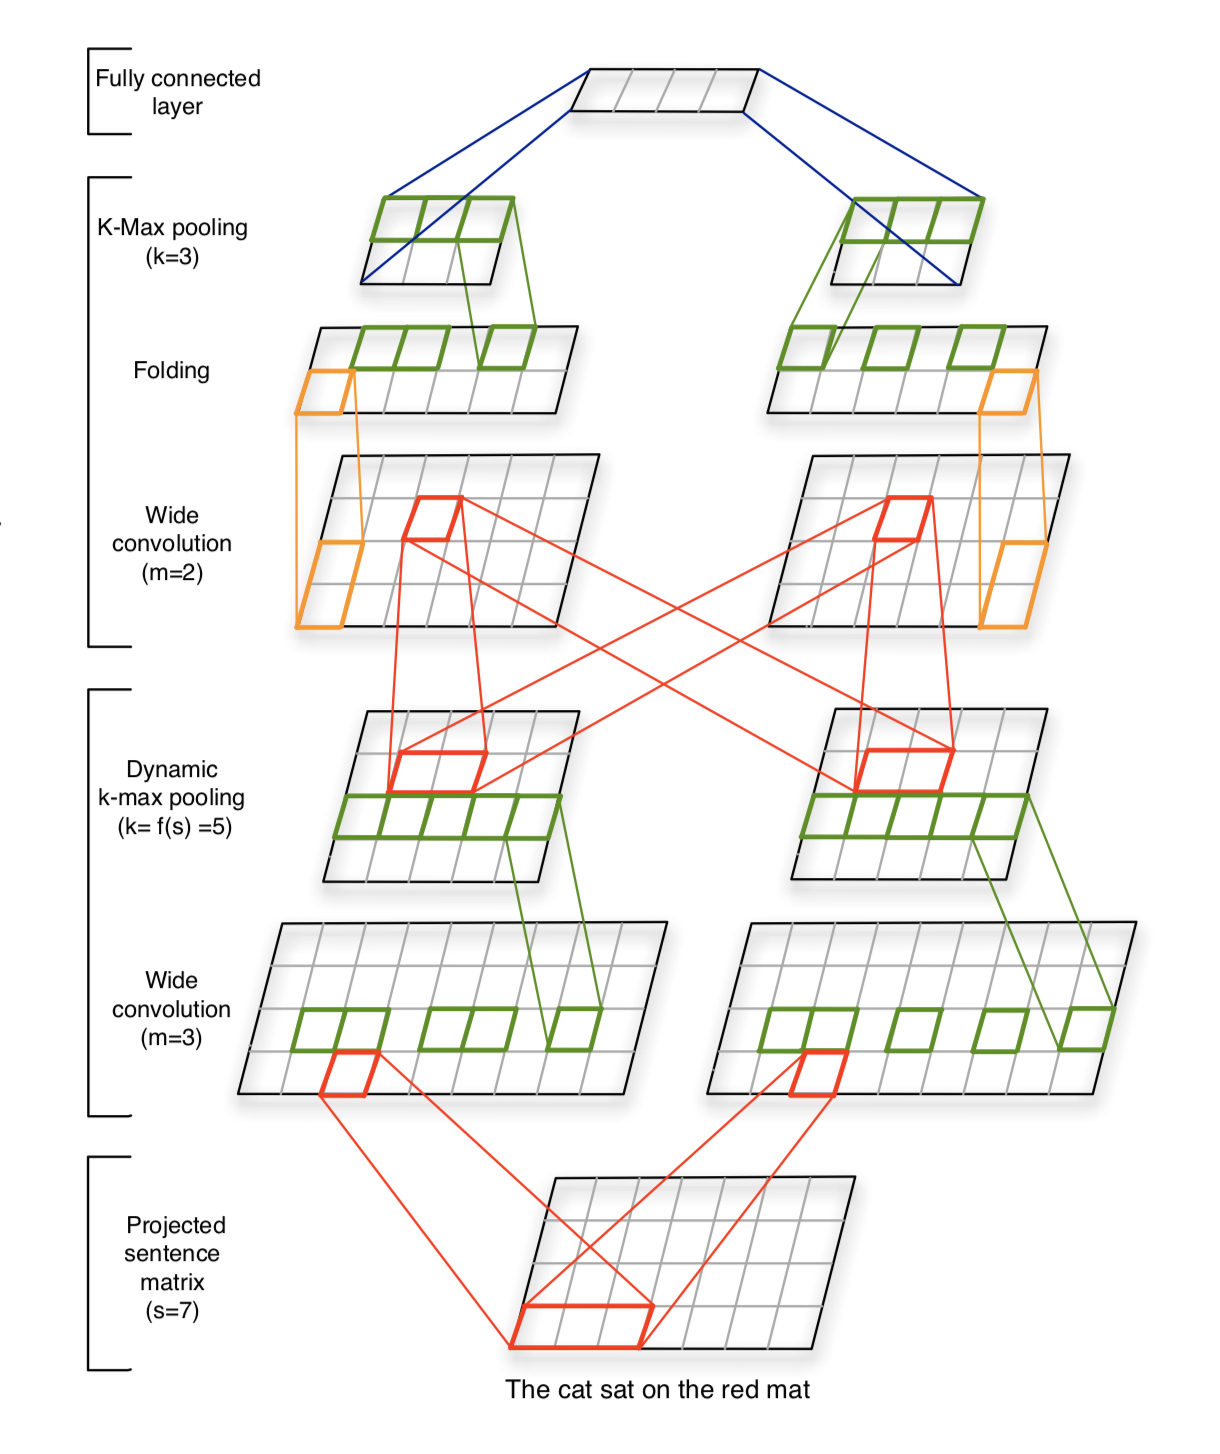 Fully connected
layer
K-Max pooling
(k=3)
Folding
Wide
convolution
(m=2)
Dynamic
k-max pooling
(k= f(s) =5)
Wide
convolution
(m=3)
Projected
sentence
matrix
(s=7)
The cat sat on the red mat